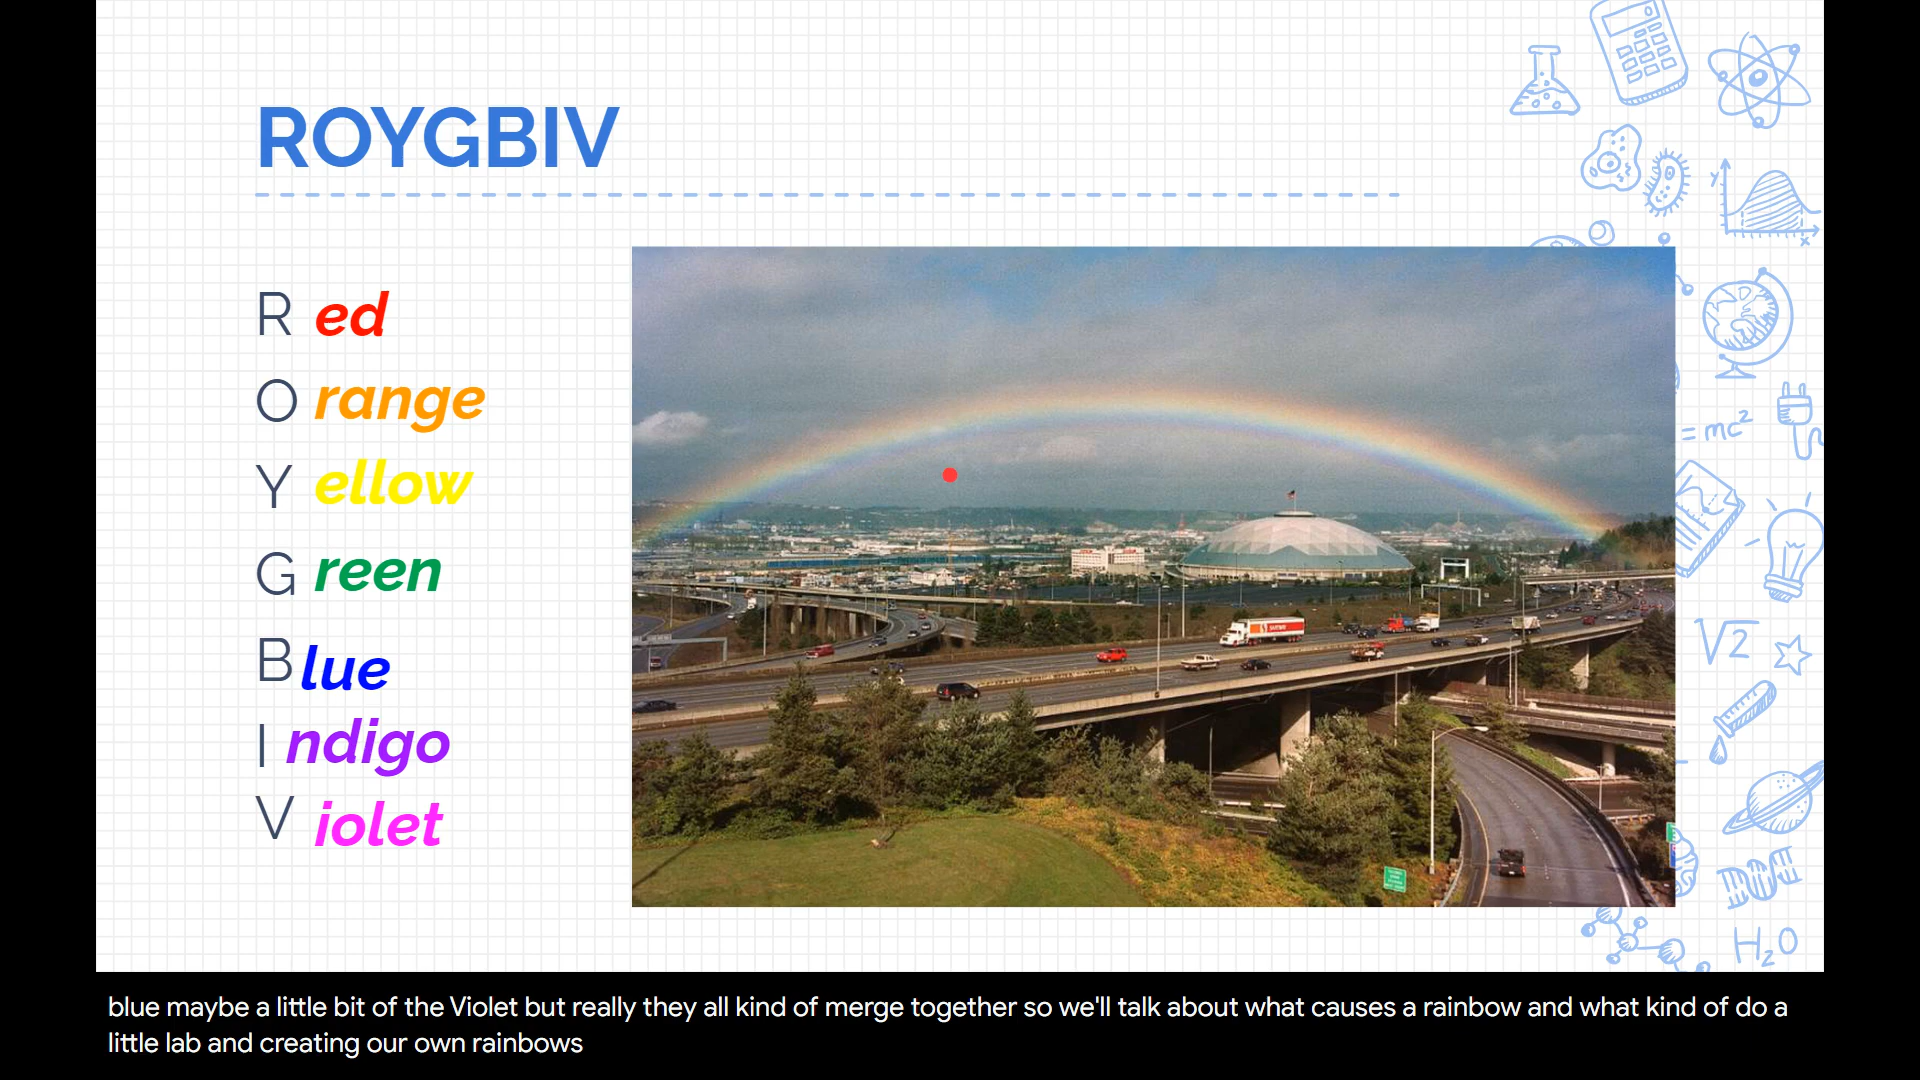 ROYGBIV
R ed
O range
Y ellow
G reen
B lue
I ndigo
V iolet
y
x
= mc²
√2
H₂O
blue maybe a little bit of the Violet but really they all kind of merge together so we'll talk about what causes a rainbow and what kind of do a
little lab and creating our own rainbows